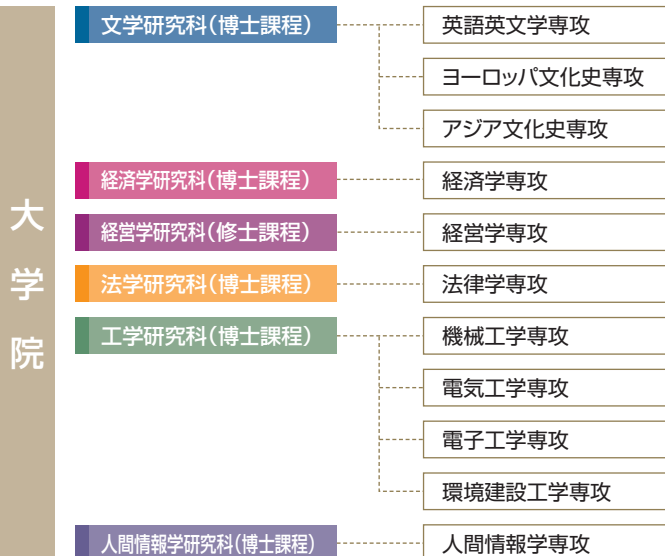 大学院
文学研究科(博士課程)
英語英文学専攻
ヨーロッパ文化史専攻
アジア文化史専攻
経済学研究科(博士課程)
経済学専攻
経営学研究科(修士課程)
経営学専攻
法学研究科(博士課程)
法律学専攻
工学研究科(博士課程)
機械工学専攻
電気工学専攻
電子工学専攻
環境建設工学専攻
人間情報学研究科(博士課程)
人間情報学専攻